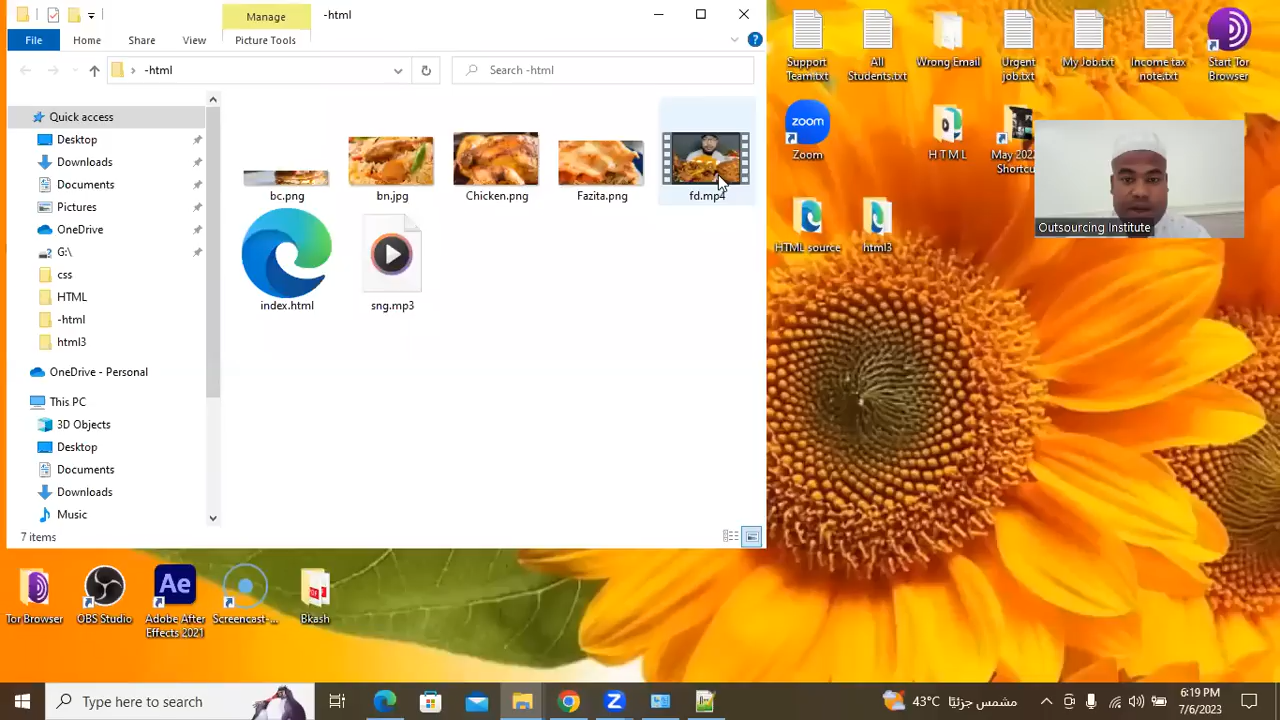 Manage
-html
File
Home
Share
View
Picture Tools
-html
Search -html
Quick access
Desktop
Downloads
Documents
Pictures
OneDrive
G:\
css
HTML
-html
html3
OneDrive - Personal
This PC
3D Objects
Desktop
Documents
Downloads
Music
bc.png
bn.jpg
Chicken.png
Fazita.png
fd.mp4
index.html
sng.mp3
7 items
Support Team.txt
All Students.txt
Wrong Email
Urgent job.txt
My Job.txt
Income tax note.txt
Start Tor Browser
zoom
Zoom
H T M L
May 202
Shortcu
HTML source
html3
Outsourcing Institute
Tor Browser
OBS Studio
Ae
Adobe After Effects 2021
Screencast-...
Bkash
Type here to search
43°C
مشمس جزئيًا
6:19 PM
7/6/2023